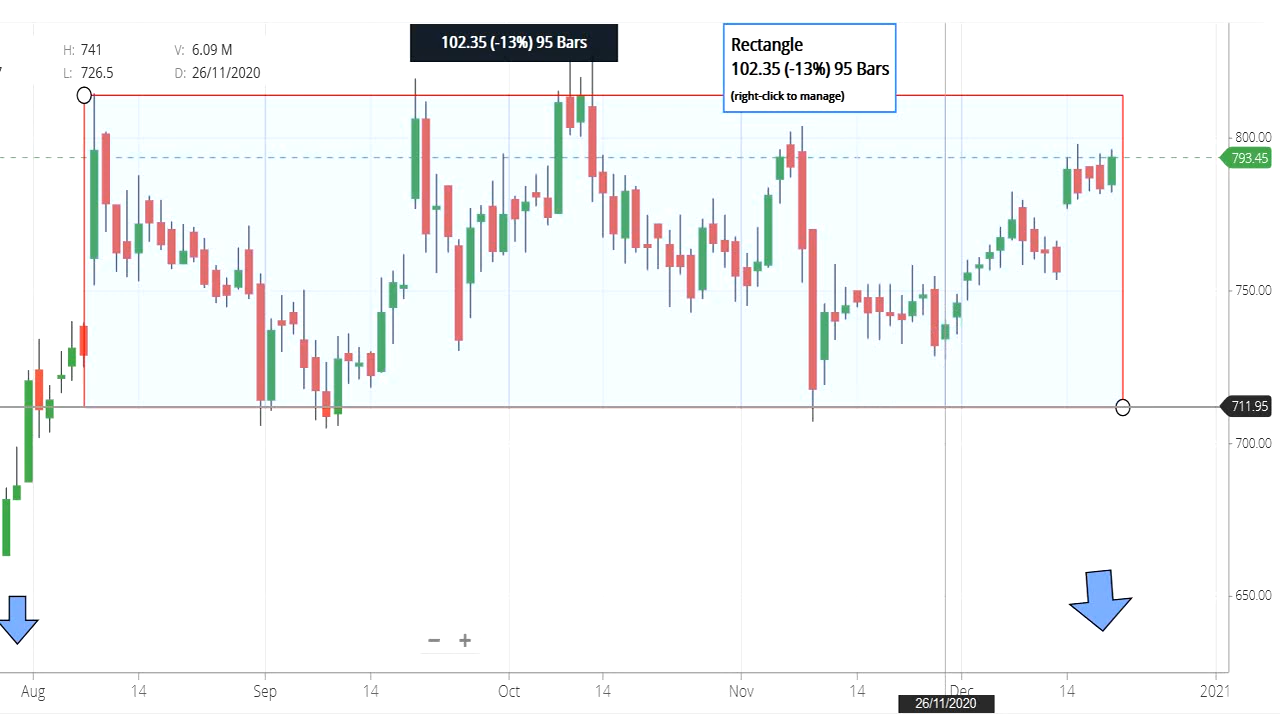 102.35 (-13%) 95 Bars
Rectangle
102.35 (-13%) 95 Bars
(right-click to manage)
H: 741 V: 6.09 M
L: 726.5 D: 26/11/2020
800.00
793.45
750.00
711.95
700.00
650.00
− +
Aug 14 Sep 14 Oct 14 Nov 14 Dec 14 2021
26/11/2020